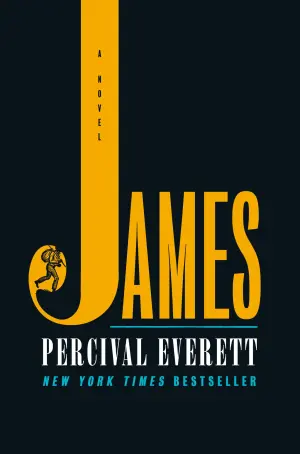 A NOVEL
JAMES
PERCIVAL EVERETT
NEW YORK TIMES BESTSELLER